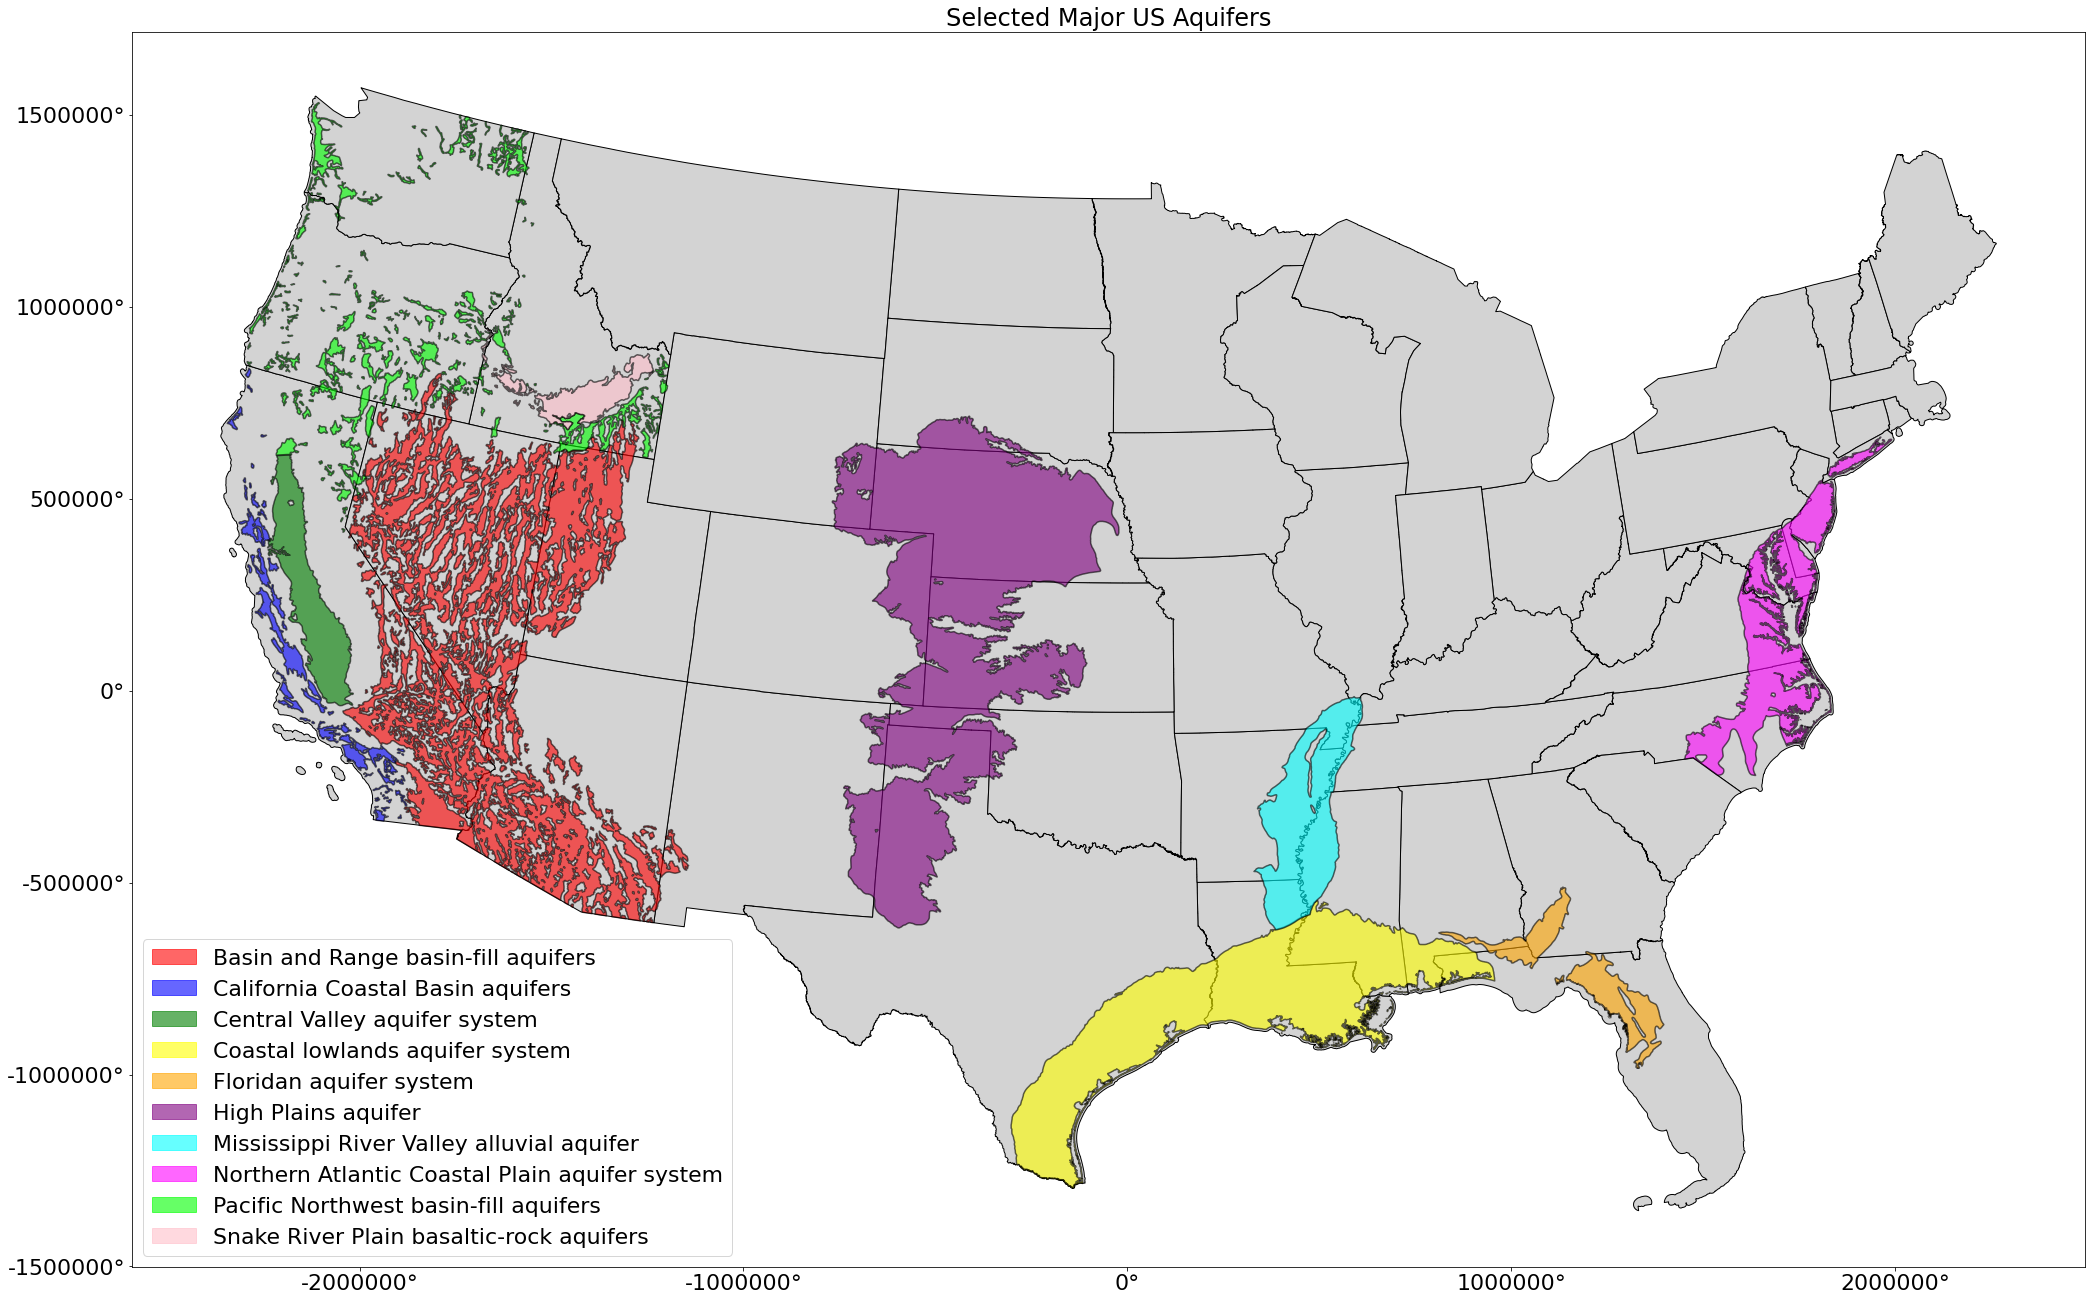 Selected Major US Aquifers
1500000°
1000000°
500000°
0°
-500000°
-1000000°
-1500000°
Basin and Range basin-fill aquifers
California Coastal Basin aquifers
Central Valley aquifer system
Coastal lowlands aquifer system
Floridan aquifer system
High Plains aquifer
Mississippi River Valley alluvial aquifer
Northern Atlantic Coastal Plain aquifer system
Pacific Northwest basin-fill aquifers
Snake River Plain basaltic-rock aquifers
-2000000° -1000000° 0° 1000000° 2000000°